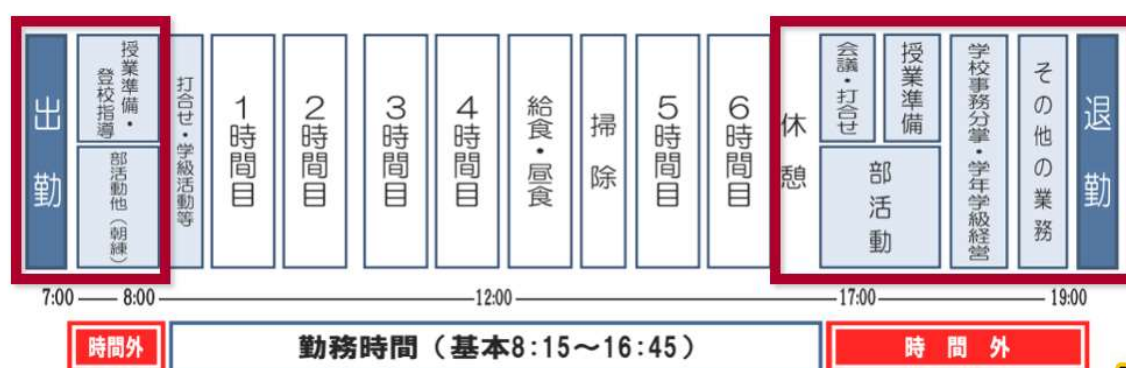 出勤
授業準備・
登校指導
部活動他（朝練）
打合せ・学級活動等
1時間目
2時間目
3時間目
4時間目
給食・昼食
掃除
5時間目
6時間目
休憩
会議・打合せ
授業準備
部活動
学校事務分掌・学年学級経営
その他の業務
退勤
7:00 8:00 12:00 17:00 19:00
時間外
勤務時間（基本8:15～16:45）
時間外